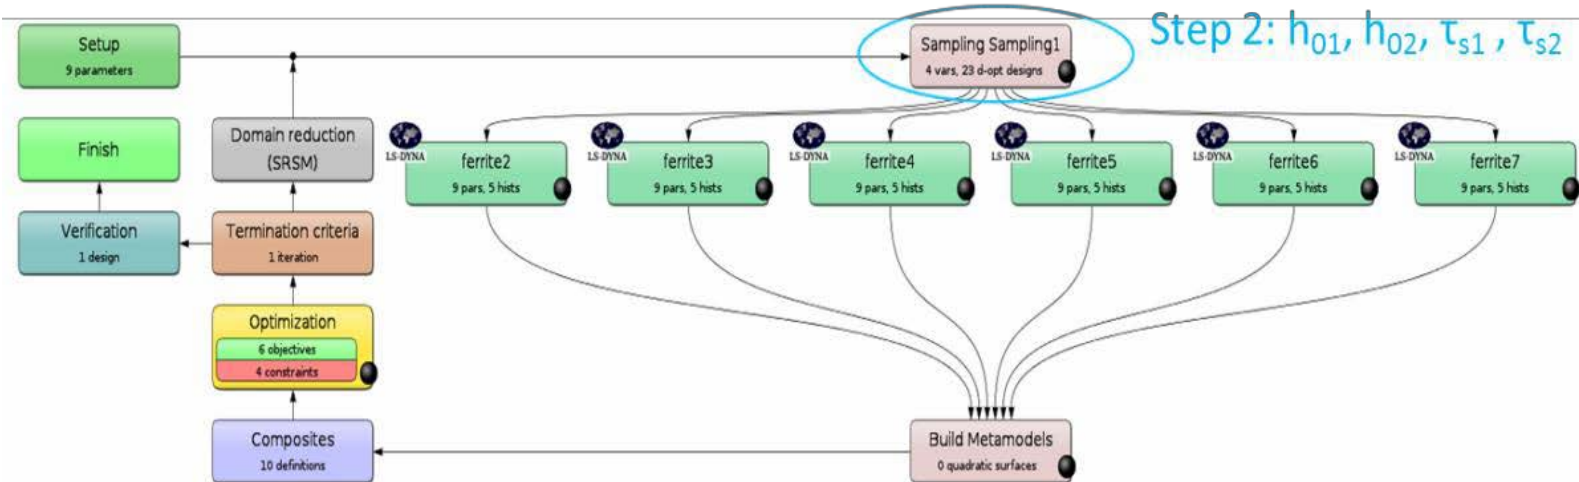 Setup
9 parameters
Sampling Sampling1
4 vars, 23 d-opt designs
Step 2: h₀₁, h₀₂, τₛ₁ , τₛ₂
Finish
Domain reduction
(SRSM)
LS-DYNA
ferrite2
9 pars, 5 hists
LS-DYNA
ferrite3
9 pars, 5 hists
LS-DYNA
ferrite4
9 pars, 5 hists
LS-DYNA
ferrite5
9 pars, 5 hists
LS-DYNA
ferrite6
9 pars, 5 hists
LS-DYNA
ferrite7
9 pars, 5 hists
Verification
1 design
Termination criteria
1 iteration
Optimization
6 objectives
4 constraints
Composites
10 definitions
Build Metamodels
0 quadratic surfaces